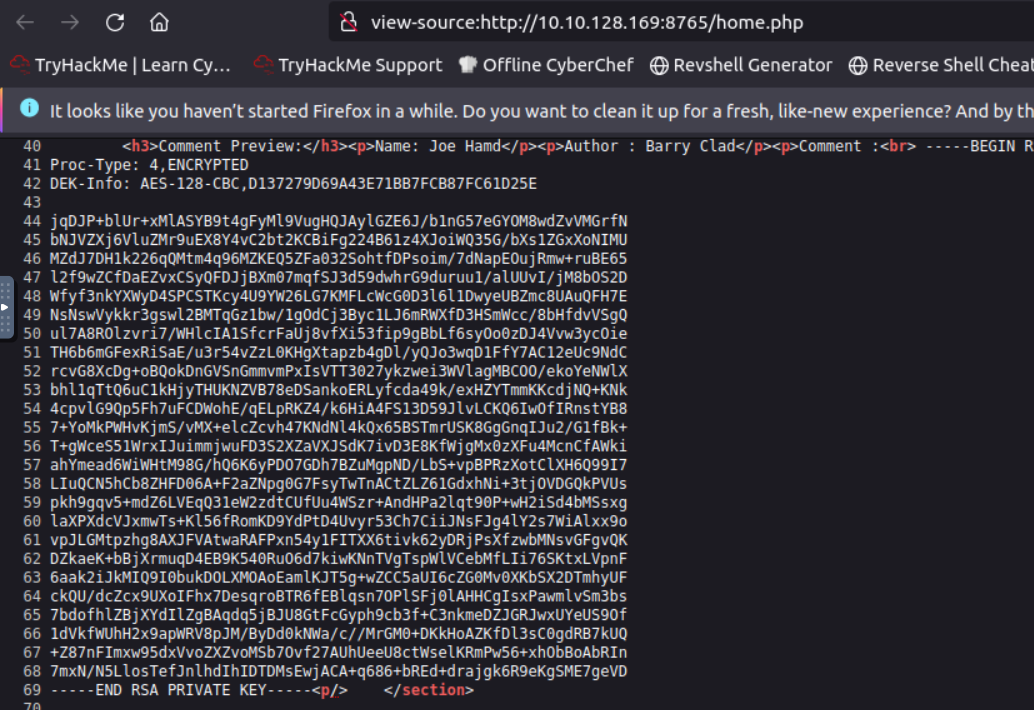 view-source:http://10.10.128.169:8765/home.php
TryHackMe | Learn Cy... TryHackMe Support Offline CyberChef Revshell Generator Reverse Shell Cheat
It looks like you haven't started Firefox in a while. Do you want to clean it up for a fresh, like-new experience? And by th
40 <h3>Comment Preview:</h3><p>Name: Joe Hamd</p><p>Author : Barry Clad</p><p>Comment :<br> -----BEGIN R
41 Proc-Type: 4,ENCRYPTED
42 DEK-Info: AES-128-CBC,D137279D69A43E71BB7FCB87FC61D25E
43
44 jqDJP+blUr+xMlASYB9t4gFyMl9VugHQJAylGZE6J/b1nG57eGYOM8wdZvVMGrfN
45 bNJVZXj6VluZMr9uEX8Y4vC2bt2KCBiFg224B61z4XJoiWQ35G/bXs1ZGxXoNIMU
46 MZdJ7DH1k226qQMtm4q96MZKEQ5ZFa032SohtfDPsoim/7dNapEOujRmw+ruBE65
47 l2f9wZCfDaEZvxCSyQFDJjBXm07mqfSJ3d59dwhrG9duruu1/alUUvI/jM8bOS2D
48 Wfyf3nkYXWyD4SPCSTKcy4U9YW26LG7KMFLcWcG0D3l6l1DwyeUBZmc8UAuQFH7E
49 NsNswVykkr3gswl2BMTqGz1bw/1gOdCj3Byc1LJ6mRWXfD3HSmWcc/8bHfdvVSgQ
50 ul7A8ROlzvri7/WHlcIA1SfcrFaUj8vfXi53fip9gBbLf6syOo0zDJ4Vvw3ycOie
51 TH6b6mGFexRiSaE/u3r54vZzL0KHgXtapzb4gDl/yQJo3wqD1FfY7AC12eUc9NdC
52 rcvG8XcDg+oBQokDnGVSnGmmvmPxIsVTT3027ykzwei3WVlagMBCOO/ekoYeNWlX
53 bhl1qTtQ6uC1kHjyTHUKNZVB78eDSankoERLyfcda49k/exHZYTmmKKcdjNQ+KNk
54 4cpvlG9Qp5Fh7uFCDWohE/qELpRKZ4/k6HiA4FS13D59JlvLCKQ6IwOfIRnstYB8
55 7+YoMkPWHvKjmS/vMX+elcZcvh47KNdNl4kQx65BSTmrUSK8GgGnqIJu2/G1fBk+
56 T+gWceS51WrxIJuimmjwuFD3S2XZaVXJSdK7ivD3E8KfWjgMx0zXFu4McnCfAWki
57 ahYmead6WiWHtM98G/hQ6K6yPDO7GDh7BZuMgpND/LbS+vpBPRzXotClXH6Q99I7
58 LIuQCN5hCb8ZHFD06A+F2aZNpg0G7FsyTwTnACtZLZ61GdxhNi+3tjOVDGQkPVUs
59 pkh9gqv5+mdZ6LVEqQ31eW2zdtCUfUu4WSzr+AndHPa2lqt90P+wH2iSd4bMSsxg
60 laXPXdcVJxmwTs+Kl56fRomKD9YdPtD4Uvyr53Ch7CiiJNsFJg4lY2s7WiAlxx9o
61 vpJLGMtpzhg8AXJFVAtwaRAFPxn54y1FITXX6tivk62yDRjPsXfzwbMNsvGFgvQK
62 DZkaeK+bBjXrmuqD4EB9K540RuO6d7kiwKNnTVgTspWlVCebMfLIi76SKtxLVpnF
63 6aak2iJkMIQ9I0bukDOLXMOAoEamlKJT5g+wZCC5aUI6cZG0Mv0XKbSX2DTmhyUF
64 ckQU/dcZcx9UXoIFhx7DesqroBTR6fEBlqsn7OPlSFj0lAHHCgIsxPawmlvSm3bs
65 7bdofhlZBjXYdIlZgBAqdq5jBJU8GtFcGyph9cb3f+C3nkmeDZJGRJwxUYeUS9Of
66 1dVkfWUhH2x9apWRV8pJM/ByDd0kNWa/c//MrGM0+DKkHoAZKfDl3sC0gdRB7kUQ
67 +Z87nFImxw95dxVvoZXZvoMSb7Ovf27AUhUeeU8ctWselKRmPw56+xhObBoAbRIn
68 7mxN/N5LlosTefJnlhdIhIDTDMsEwjACA+q686+bREd+drajgk6R9eKgSME7geVD
69 -----END RSA PRIVATE KEY-----<p/> </section>
70